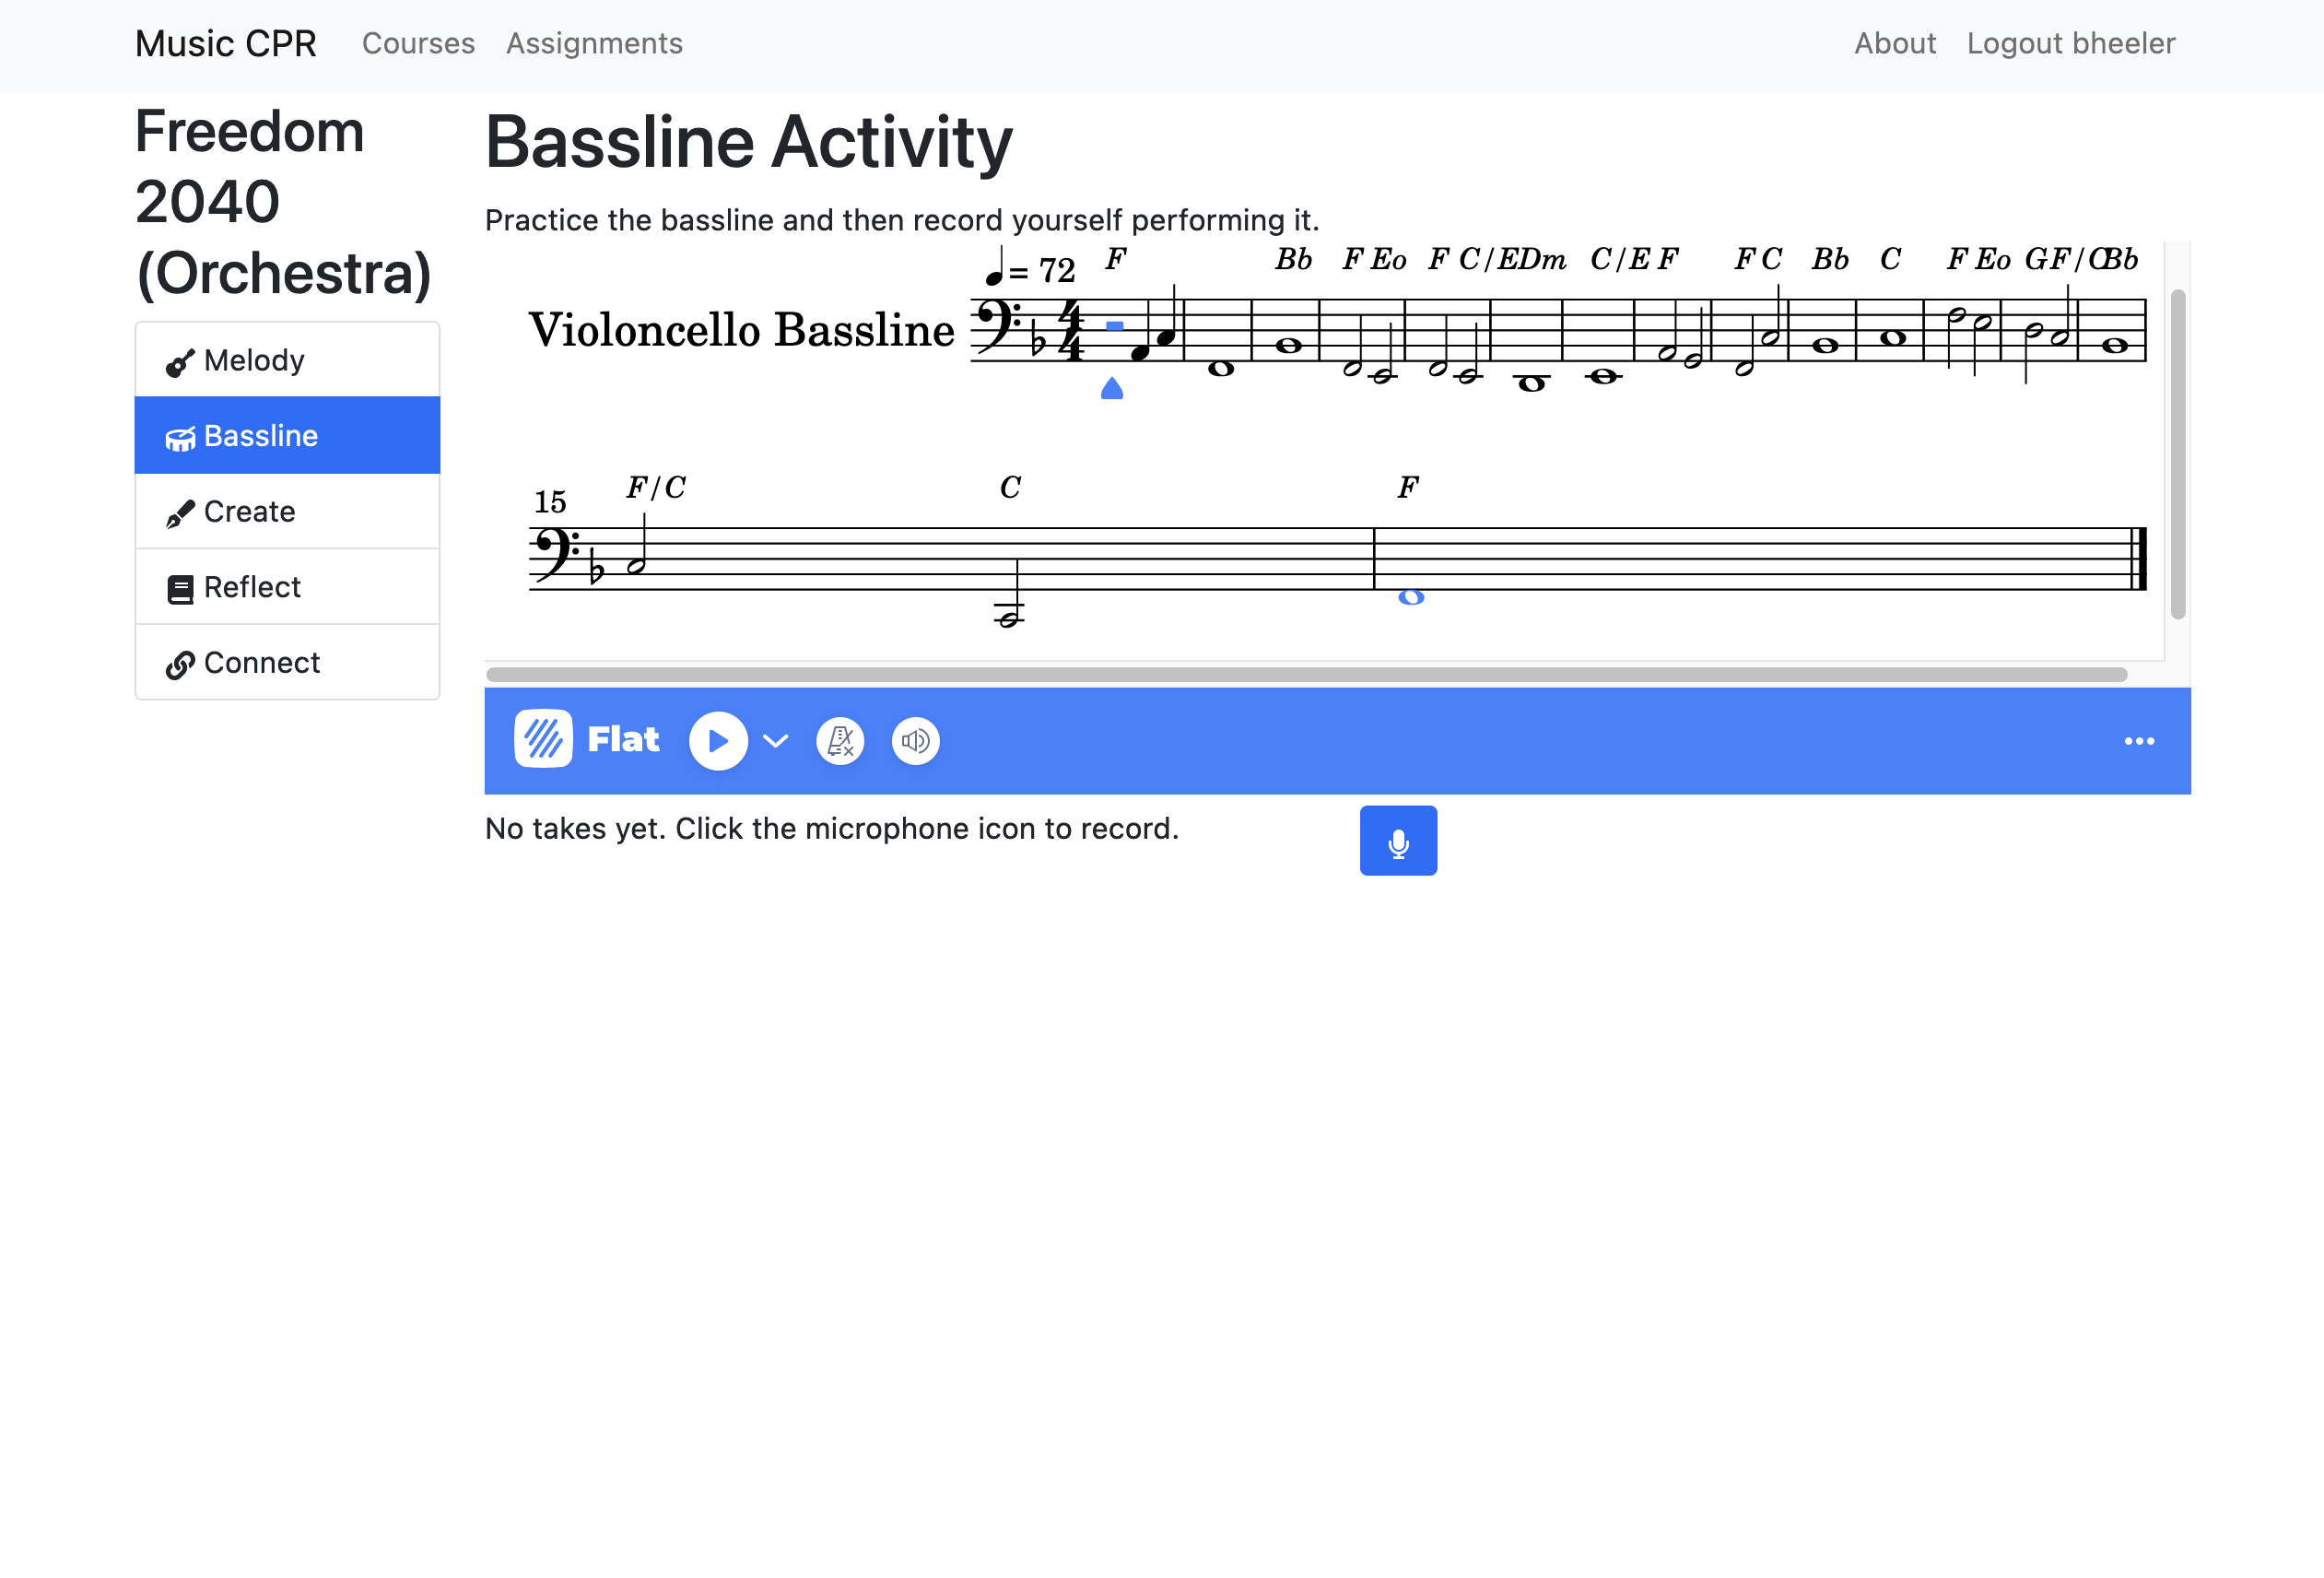 Music CPR Courses Assignments About Logout bheeler
Freedom
2040
(Orchestra)
Melody
Bassline
Create
Reflect
Connect
Bassline Activity
Practice the bassline and then record yourself performing it.
= 72 F Bb F Eo F C/E Dm C/E F F C Bb C F Eo G F/C Bb
Violoncello Bassline
4
4
15 F/C C F
Flat
No takes yet. Click the microphone icon to record.